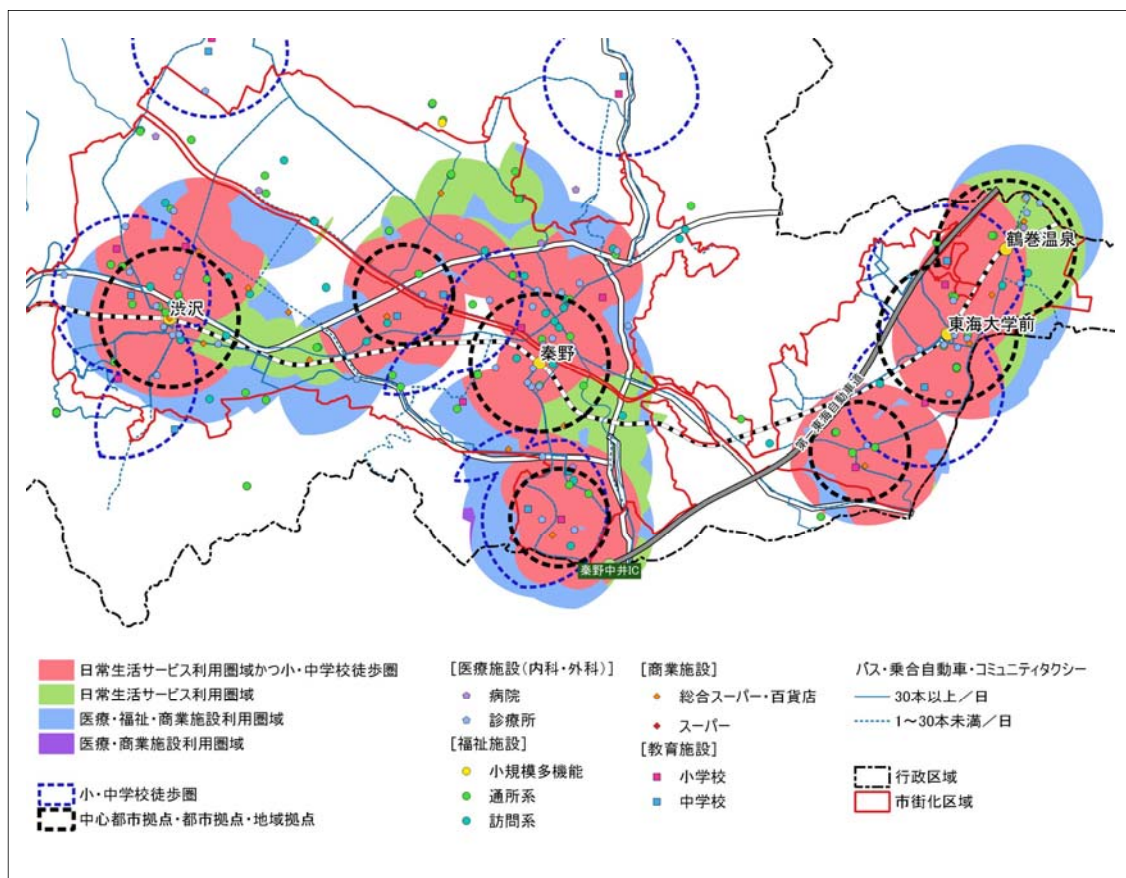 鶴巻温泉
渋沢
東海大学前
秦野
第一東海自動車道
秦野中井IC
日常生活サービス利用圏域かつ小・中学校徒歩圏
日常生活サービス利用圏域
医療・福祉・商業施設利用圏域
医療・商業施設利用圏域
小・中学校徒歩圏
中心都市拠点・都市拠点・地域拠点
[医療施設(内科・外科)]
病院
診療所
[福祉施設]
小規模多機能
通所系
訪問系
[商業施設]
総合スーパー・百貨店
スーパー
[教育施設]
小学校
中学校
バス・乗合自動車・コミュニティタクシー
30本以上/日
1~30本未満/日
行政区域
市街化区域